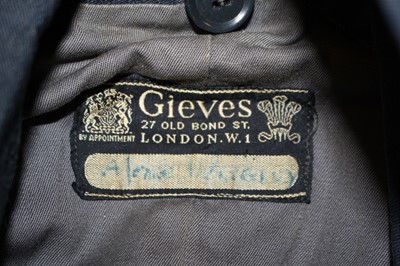 Gieves
27 OLD BOND ST.
BY APPOINTMENT
LONDON.W.1